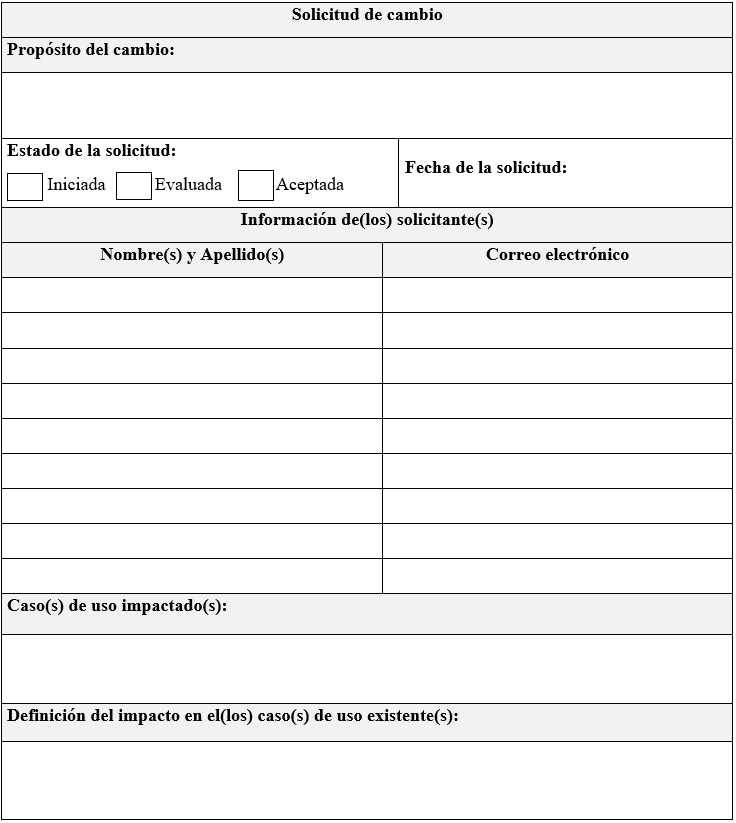 Solicitud de cambio
Propósito del cambio:
Estado de la solicitud:
Iniciada Evaluada Aceptada
Fecha de la solicitud:
Información de(los) solicitante(s)
Nombre(s) y Apellido(s) Correo electrónico
Caso(s) de uso impactado(s):
Definición del impacto en el(los) caso(s) de uso existente(s):